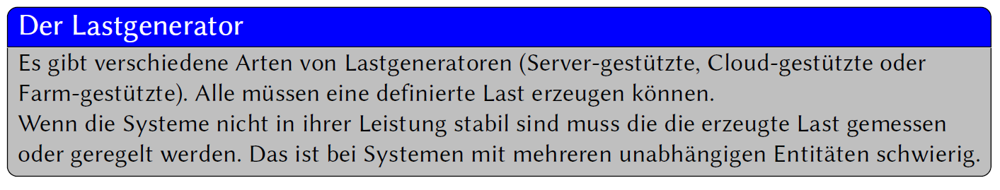 Der Lastgenerator
Es gibt verschiedene Arten von Lastgeneratoren (Server-gestützte, Cloud-gestützte oder
Farm-gestützte). Alle müssen eine definierte Last erzeugen können.
Wenn die Systeme nicht in ihrer Leistung stabil sind muss die die erzeugte Last gemessen
oder geregelt werden. Das ist bei Systemen mit mehreren unabhängigen Entitäten schwierig.